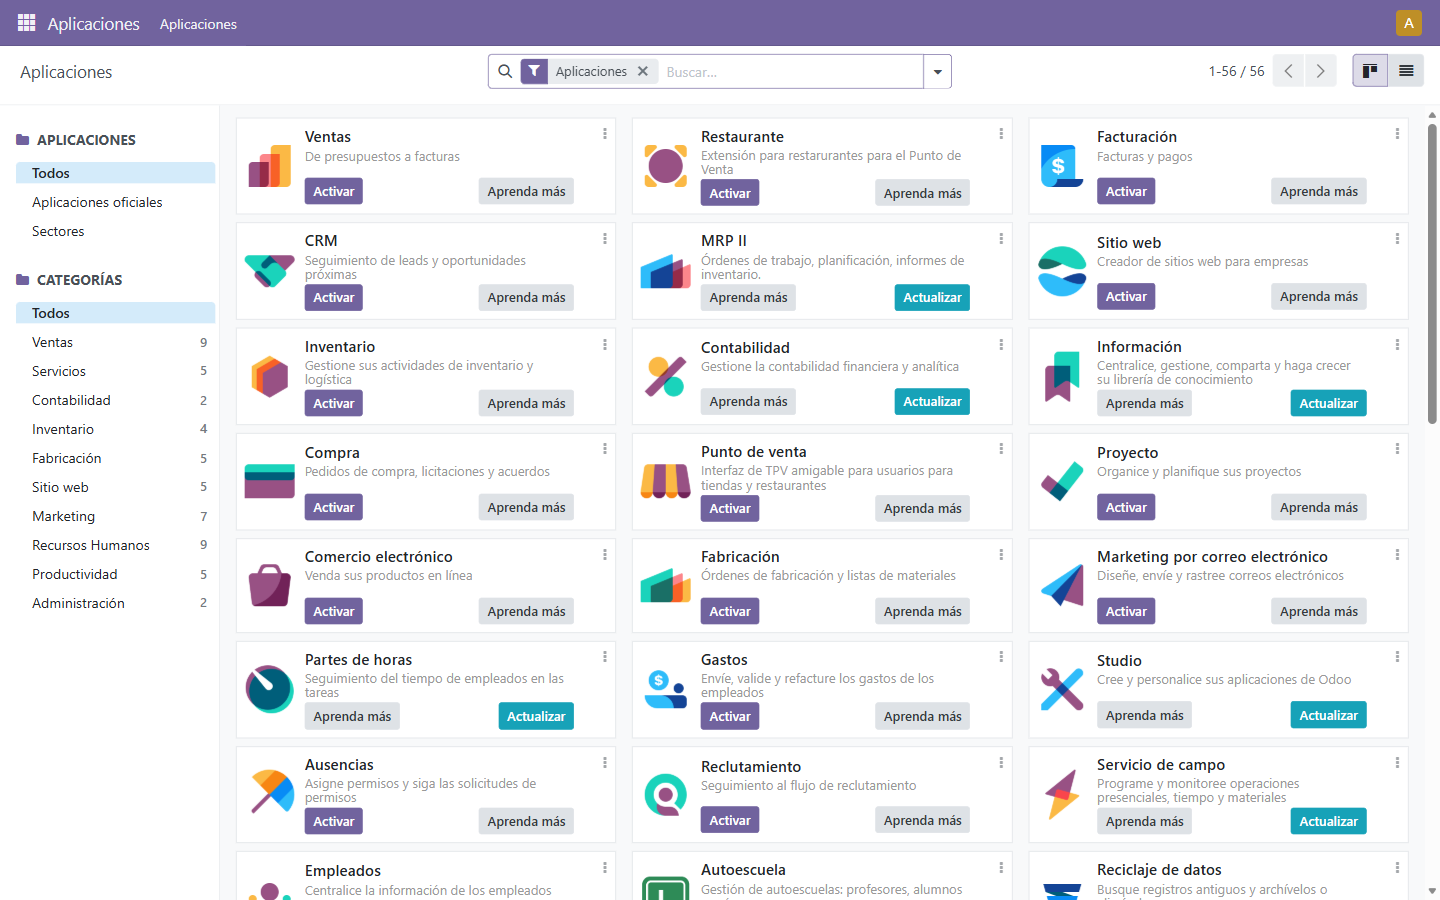 Aplicaciones Aplicaciones A
Aplicaciones
Aplicaciones
Buscar...
1-56 / 56
APLICACIONES
Todos
Aplicaciones oficiales
Sectores
CATEGORÍAS
Todos
Ventas 9
Servicios 5
Contabilidad 2
Inventario 4
Fabricación 5
Sitio web 5
Marketing 7
Recursos Humanos 9
Productividad 5
Administración 2
Ventas
De presupuestos a facturas
Activar Aprenda más
Restaurante
Extensión para restarurantes para el Punto de
Venta
Activar Aprenda más
Facturación
Facturas y pagos
Activar Aprenda más
CRM
Seguimiento de leads y oportunidades
próximas
Activar Aprenda más
MRP II
Órdenes de trabajo, planificación, informes de
inventario.
Aprenda más Actualizar
Sitio web
Creador de sitios web para empresas
Activar Aprenda más
Inventario
Gestione sus actividades de inventario y
logística
Activar Aprenda más
Contabilidad
Gestione la contabilidad financiera y analítica
Aprenda más Actualizar
Información
Centralice, gestione, comparta y haga crecer
su librería de conocimiento
Aprenda más Actualizar
Compra
Pedidos de compra, licitaciones y acuerdos
Activar Aprenda más
Punto de venta
Interfaz de TPV amigable para usuarios para
tiendas y restaurantes
Activar Aprenda más
Proyecto
Organice y planifique sus proyectos
Activar Aprenda más
Comercio electrónico
Venda sus productos en línea
Activar Aprenda más
Fabricación
Órdenes de fabricación y listas de materiales
Activar Aprenda más
Marketing por correo electrónico
Diseñe, envíe y rastree correos electrónicos
Activar Aprenda más
Partes de horas
Seguimiento del tiempo de empleados en las
tareas
Aprenda más Actualizar
Gastos
Envíe, valide y refacture los gastos de los
empleados
Activar Aprenda más
Studio
Cree y personalice sus aplicaciones de Odoo
Aprenda más Actualizar
Ausencias
Asigne permisos y siga las solicitudes de
permisos
Activar Aprenda más
Reclutamiento
Seguimiento al flujo de reclutamiento
Activar Aprenda más
Servicio de campo
Programe y monitoree operaciones
presenciales, tiempo y materiales
Aprenda más Actualizar
Empleados
Centralice la información de los empleados
Autoescuela
Gestión de autoescuelas: profesores, alumnos
L
Reciclaje de datos
Busque registros antiguos y archívelos o